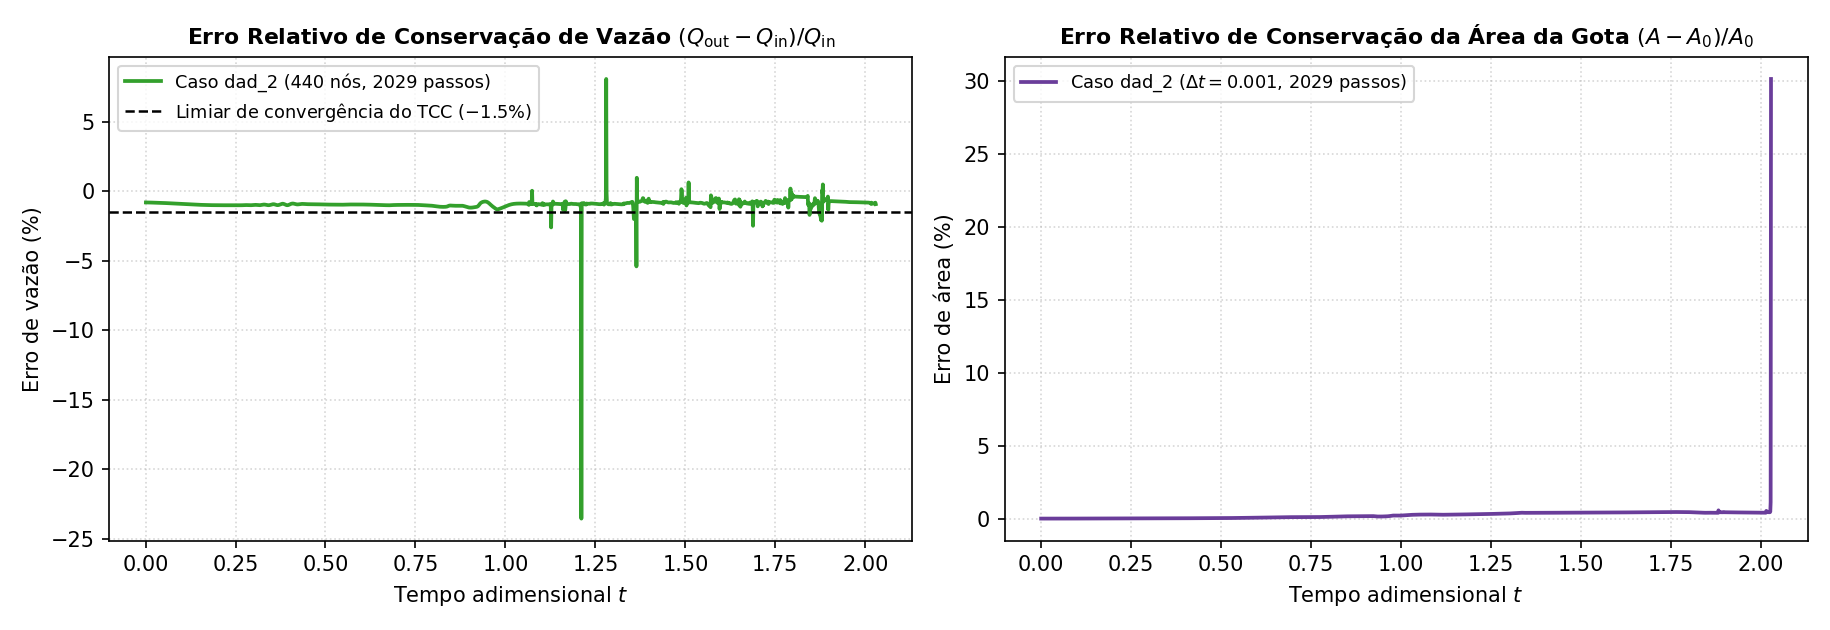 Erro Relativo de Conservação de Vazão (Q_out − Q_in)/Q_in
Caso dad_2 (440 nós, 2029 passos)
Limiar de convergência do TCC (−1.5%)
Erro de vazão (%)
5
0
−5
−10
−15
−20
−25
0.00 0.25 0.50 0.75 1.00 1.25 1.50 1.75 2.00
Tempo adimensional t
Erro Relativo de Conservação da Área da Gota (A − A₀)/A₀
Caso dad_2 (Δt = 0.001, 2029 passos)
Erro de área (%)
30
25
20
15
10
5
0
0.00 0.25 0.50 0.75 1.00 1.25 1.50 1.75 2.00
Tempo adimensional t